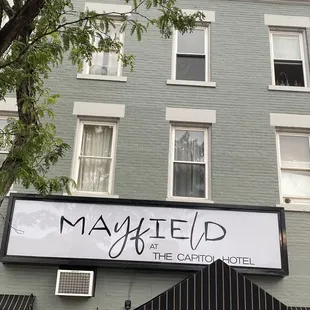 MAyfIElD
AT
THE CAPITOL HOTEL